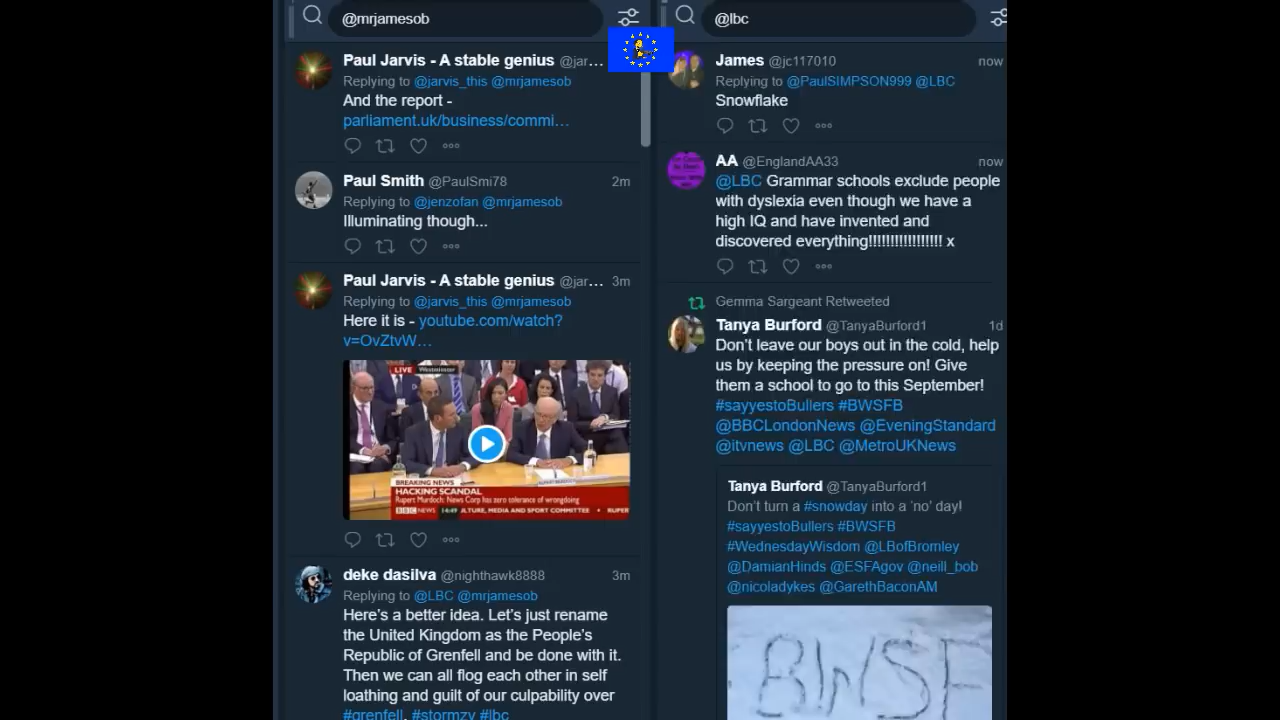 @mrjamesob
Paul Jarvis - A stable genius @jar...
Replying to @jarvis_this @mrjamesob
And the report -
parliament.uk/business/commi...
Paul Smith @PaulSmi78 2m
Replying to @jenzofan @mrjamesob
Illuminating though...
Paul Jarvis - A stable genius @jar... 3m
Replying to @jarvis_this @mrjamesob
Here it is - youtube.com/watch?
v=OvZtvW...
LIVE Westminster
BREAKING NEWS
HACKING SCANDAL
Rupert Murdoch: News Corp has zero tolerance of wrongdoing
BBC NEWS 14:49 ULTURE, MEDIA AND SPORT COMMITTEE • RUPER
deke dasilva @nighthawk8888 3m
Replying to @LBC @mrjamesob
Here's a better idea. Let's just rename
the United Kingdom as the People's
Republic of Grenfell and be done with it.
Then we can all flog each other in self
loathing and guilt of our culpability over
#grenfell, #stormzy #lbc
@lbc
James @jc117010 now
Replying to @PaulSIMPSON999 @LBC
Snowflake
AA @EnglandAA33 now
@LBC Grammar schools exclude people
with dyslexia even though we have a
high IQ and have invented and
discovered everything!!!!!!!!!!!!!!!!! x
Gemma Sargeant Retweeted
Tanya Burford @TanyaBurford1 1d
Don't leave our boys out in the cold, help
us by keeping the pressure on! Give
them a school to go to this September!
#sayyestoBullers #BWSFB
@BBCLondonNews @EveningStandard
@itvnews @LBC @MetroUKNews
Tanya Burford @TanyaBurford1
Don't turn a #snowday into a 'no' day!
#sayyestoBullers #BWSFB
#WednesdayWisdom @LBofBromley
@DamianHinds @ESFAgov @neill_bob
@nicoladykes @GarethBaconAM
BWSF